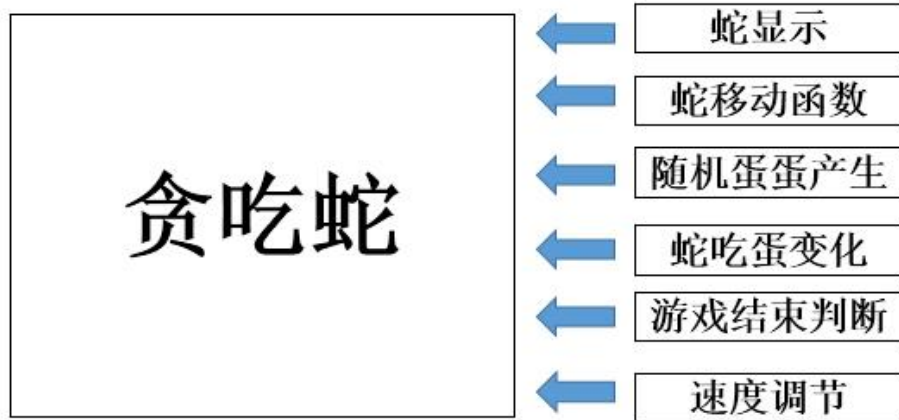 贪吃蛇
蛇显示
蛇移动函数
随机蛋蛋产生
蛇吃蛋变化
游戏结束判断
速度调节